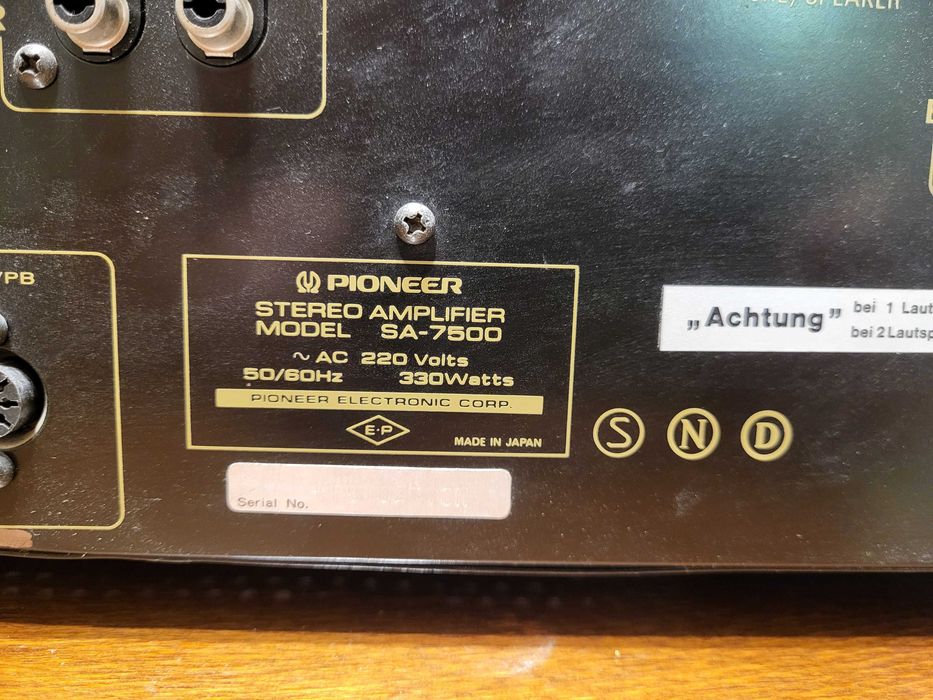 SPEAKER
/PB
PIONEER
STEREO AMPLIFIER
MODEL SA-7500
~ AC 220 Volts
50/60Hz 330Watts
PIONEER ELECTRONIC CORP.
E·P
MADE IN JAPAN
S N D
Serial No.
„Achtung” bei 1 Laut
bei 2 Lautsp